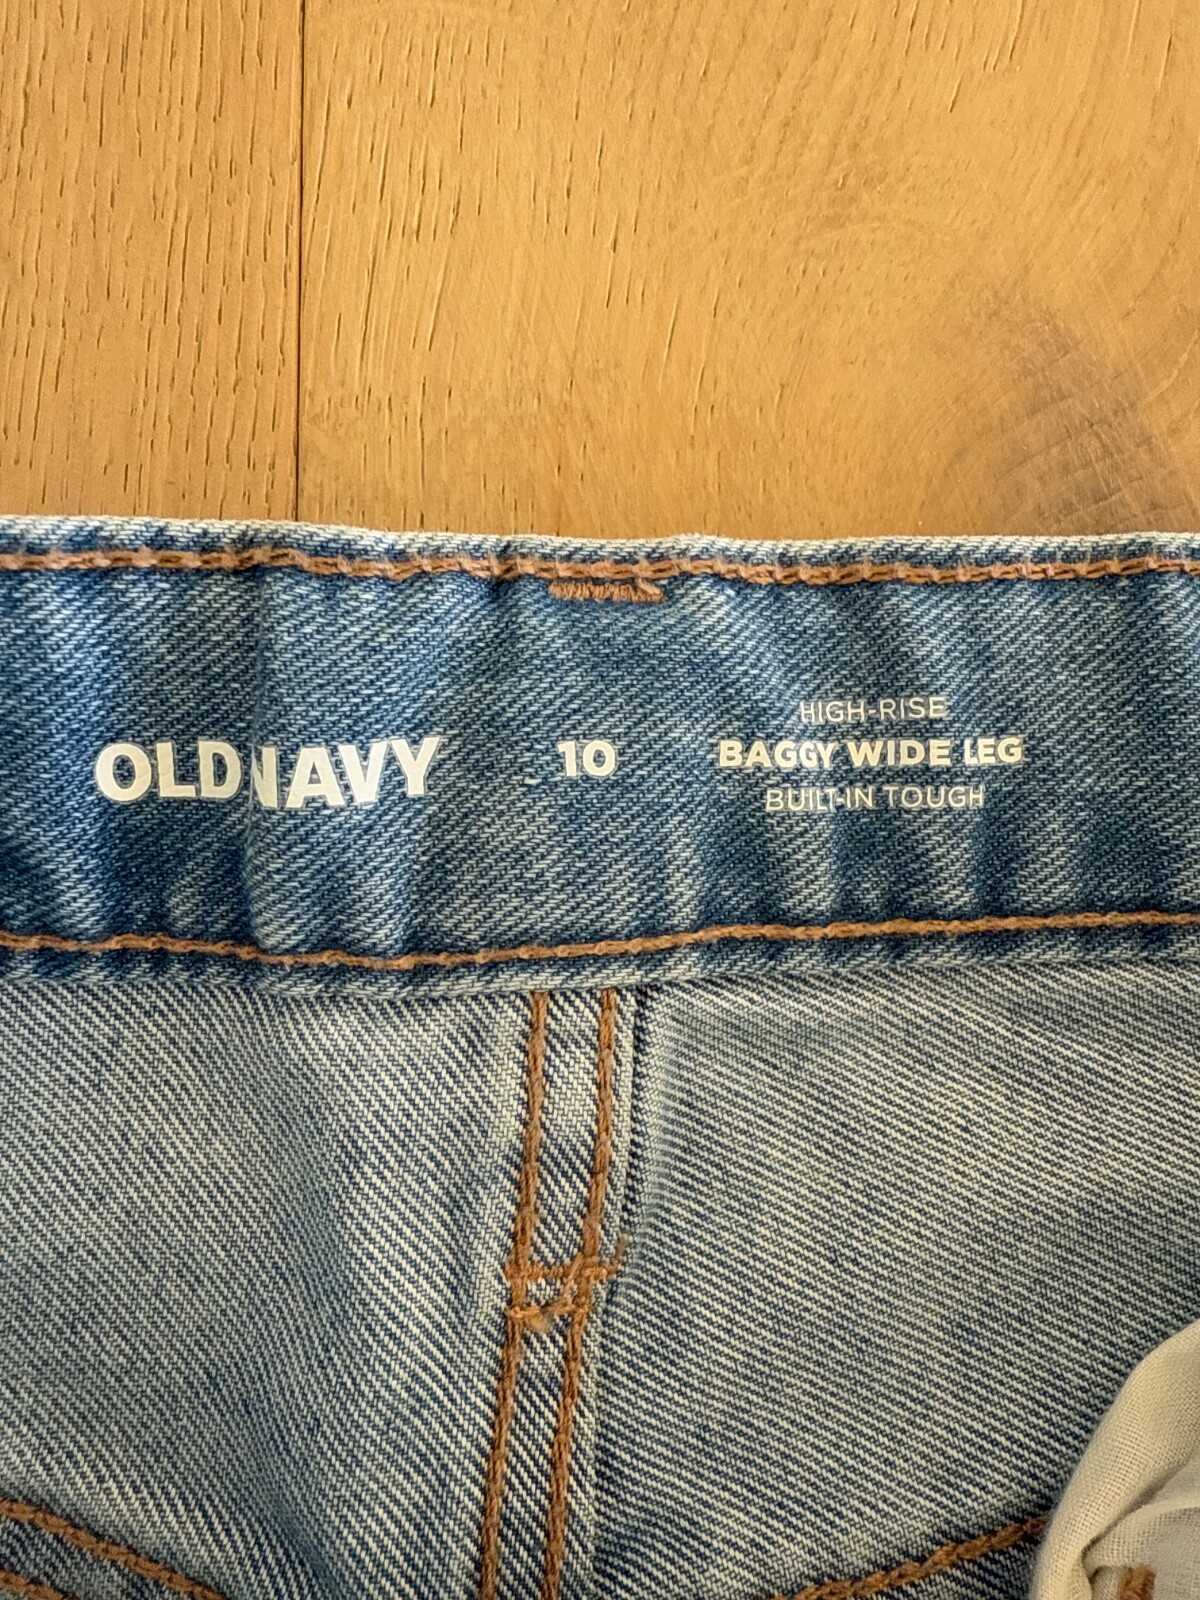 OLD NAVY
10
HIGH-RISE
BAGGY WIDE LEG
BUILT-IN TOUGH